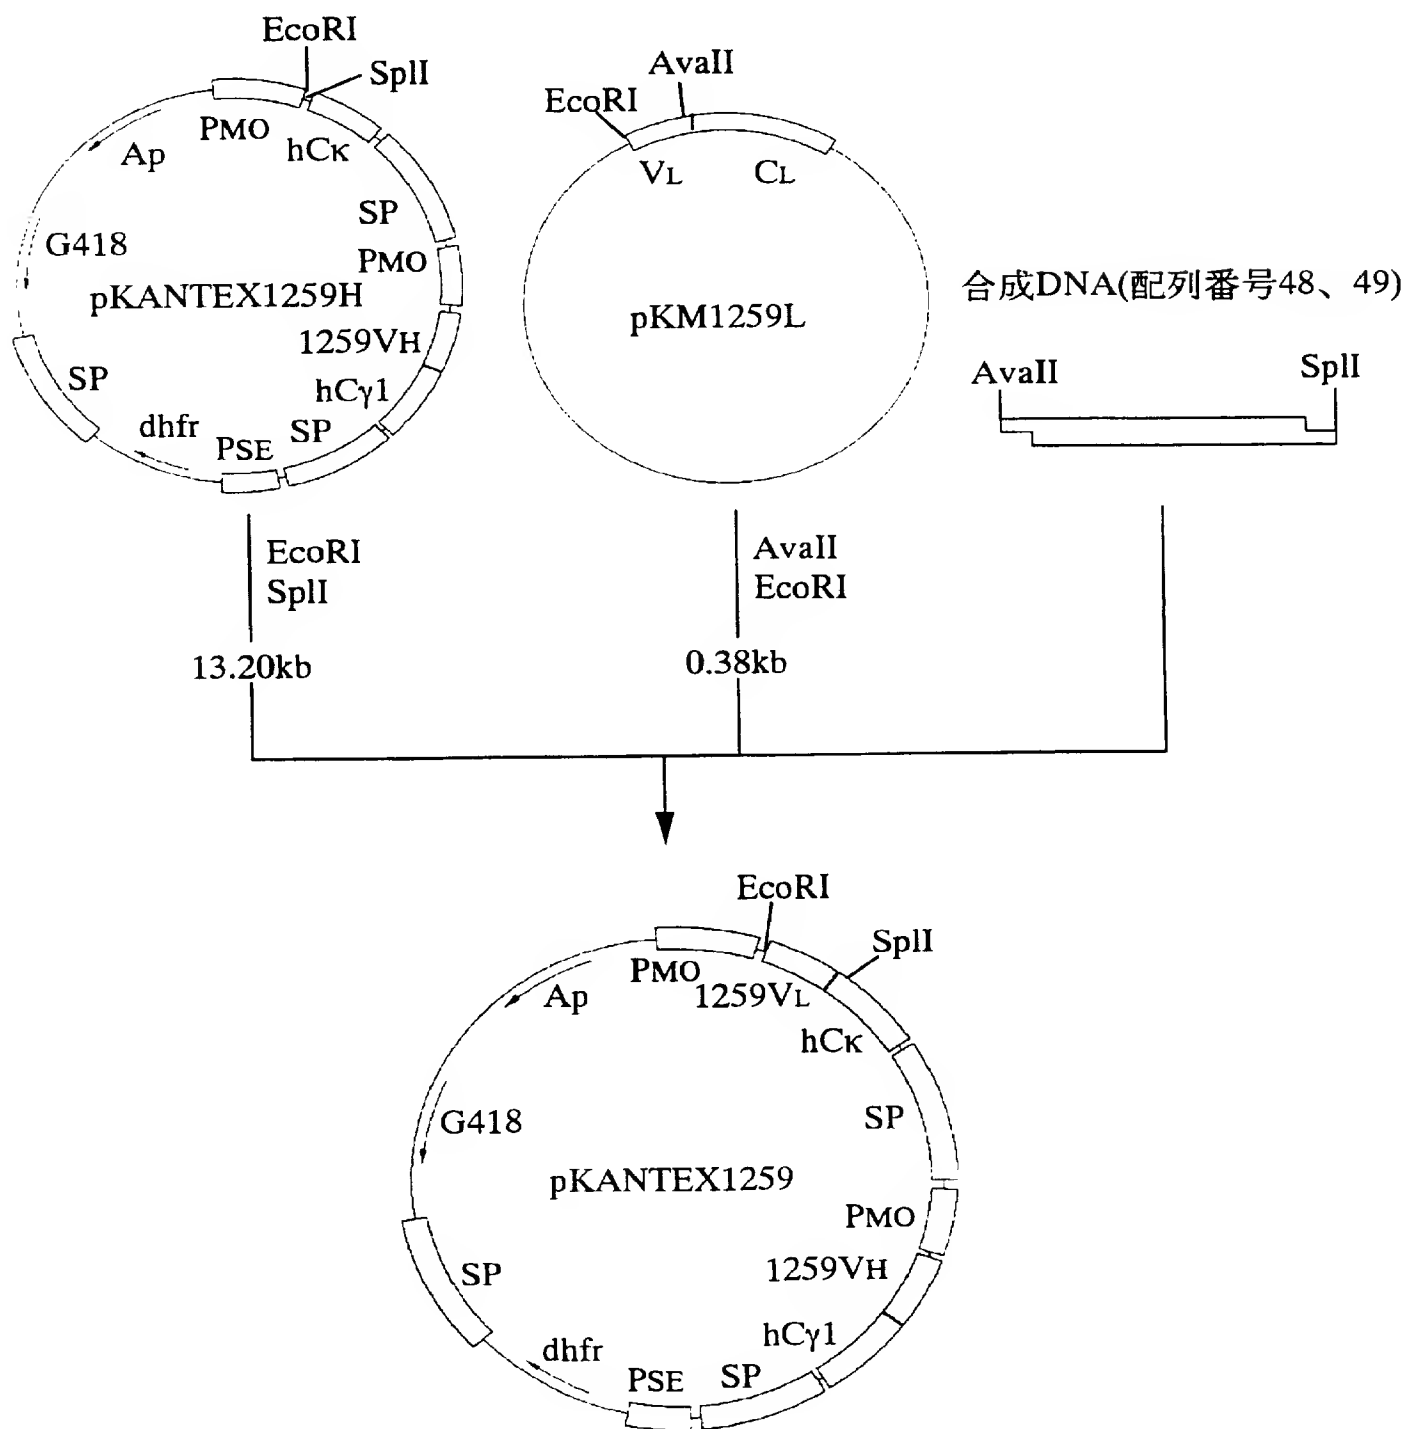 EcoRI
SplI
PMO
hCκ
Ap
SP
G418
PMO
pKANTEX1259H
1259VH
SP
hCγ1
dhfr
SP
PSE
AvaII
EcoRI
VL
CL
pKM1259L
合成DNA(配列番号48、49)
AvaII
SplI
EcoRI
SplI
13.20kb
AvaII
EcoRI
0.38kb
EcoRI
SplI
PMO
1259VL
Ap
hCκ
SP
G418
pKANTEX1259
PMO
1259VH
SP
hCγ1
dhfr
PSE
SP